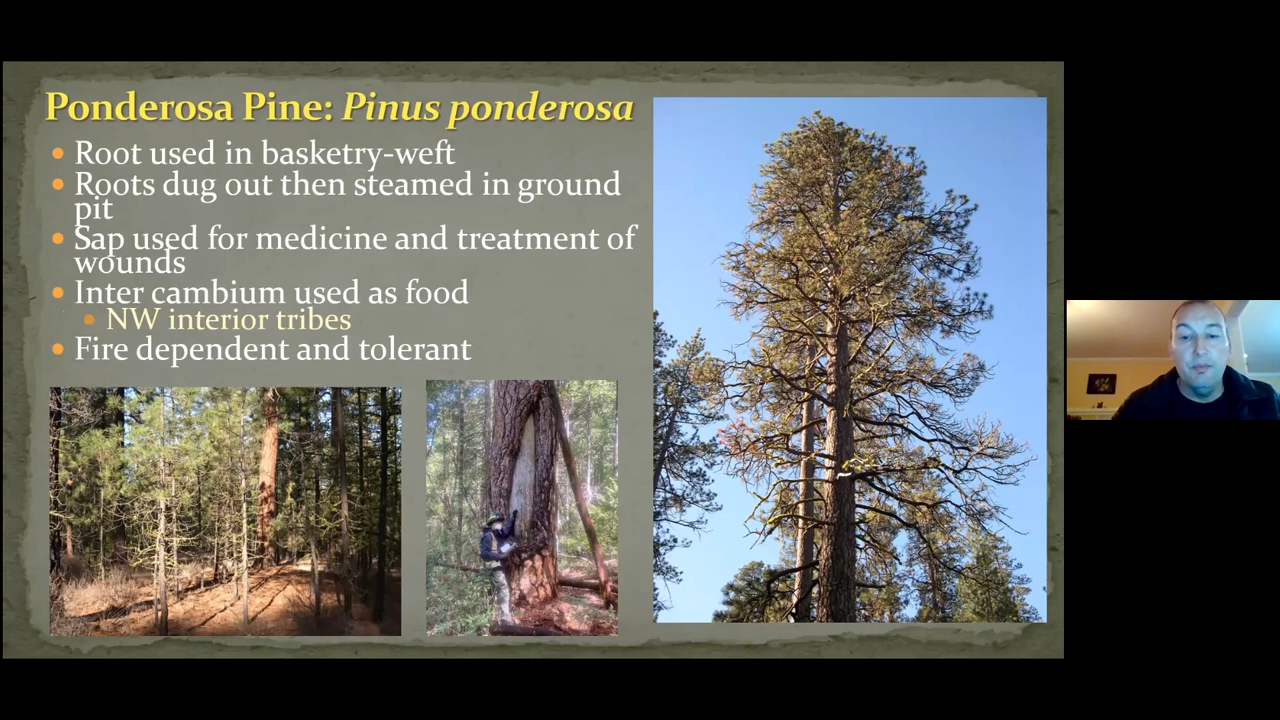 Ponderosa Pine: Pinus ponderosa
• Root used in basketry-weft
• Roots dug out then steamed in ground
pit
• Sap used for medicine and treatment of
wounds
• Inter cambium used as food
• NW interior tribes
• Fire dependent and tolerant